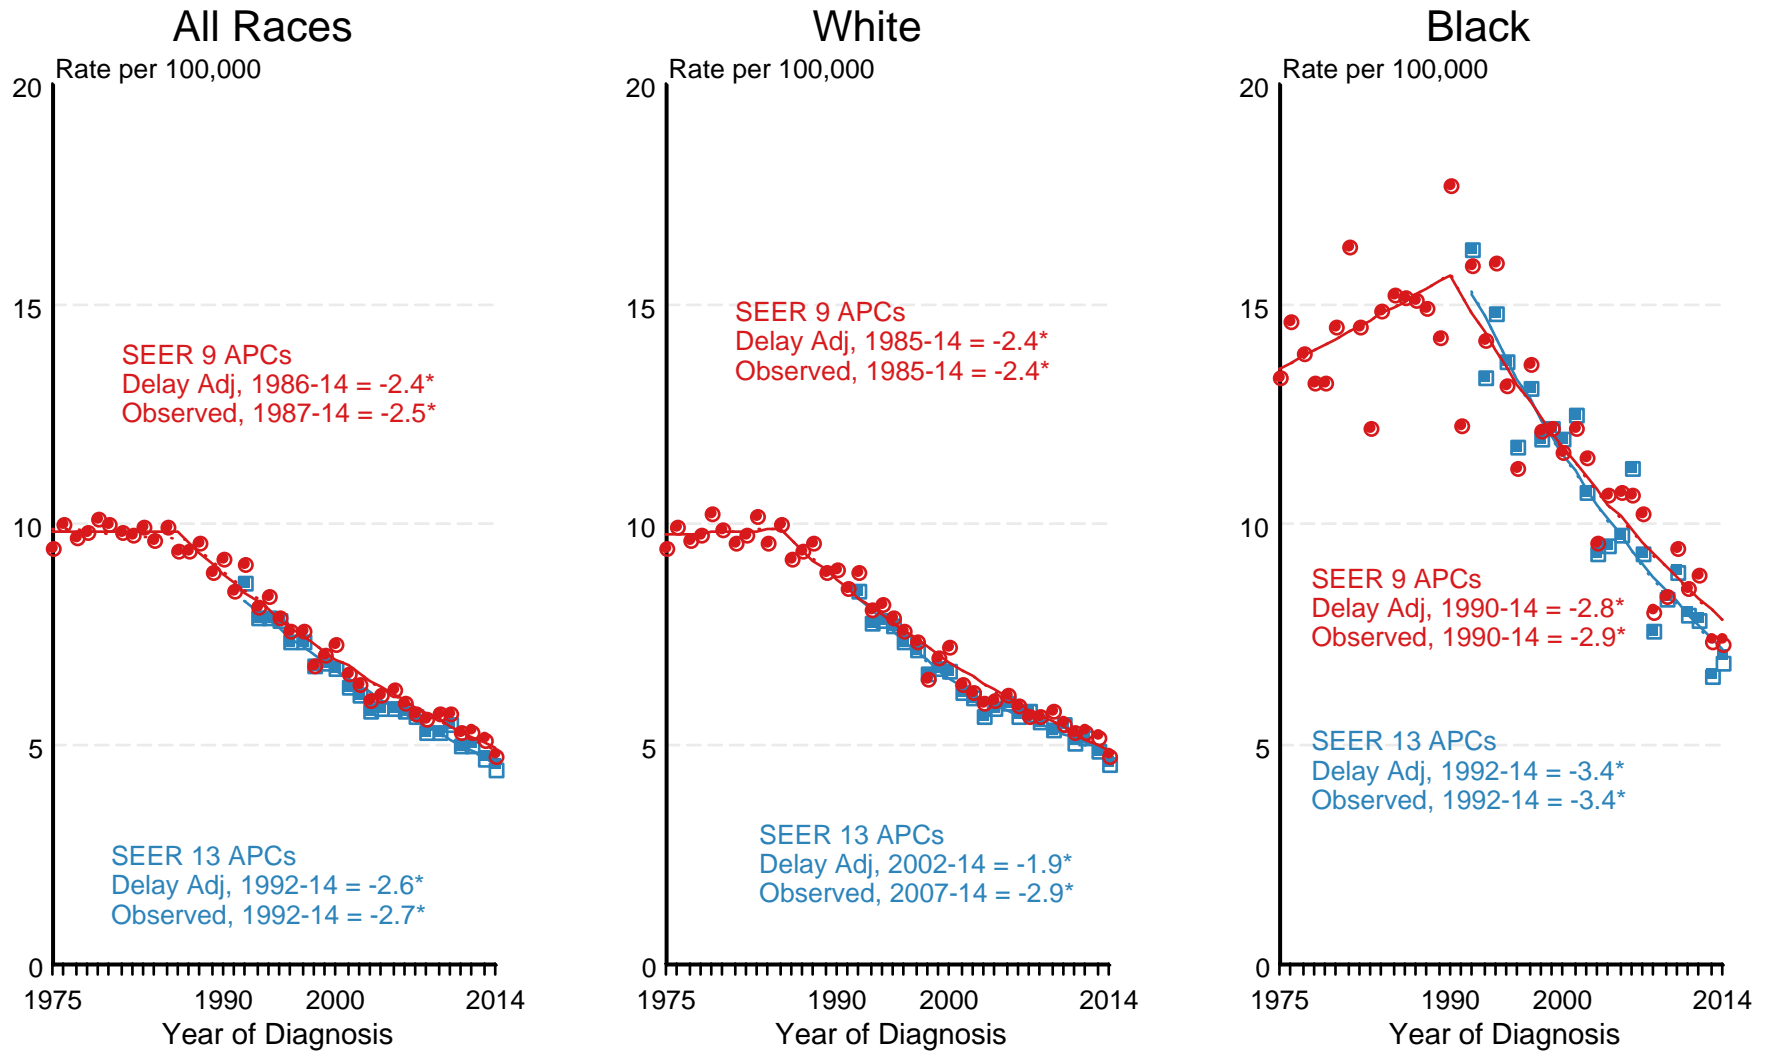 All Races
Rate per 100,000
20
15
10
5
0
SEER 9 APCs
Delay Adj, 1986-14 = -2.4*
Observed, 1987-14 = -2.5*
SEER 13 APCs
Delay Adj, 1992-14 = -2.6*
Observed, 1992-14 = -2.7*
1975 1990 2000 2014
Year of Diagnosis
White
Rate per 100,000
20
15
10
5
0
SEER 9 APCs
Delay Adj, 1985-14 = -2.4*
Observed, 1985-14 = -2.4*
SEER 13 APCs
Delay Adj, 2002-14 = -1.9*
Observed, 2007-14 = -2.9*
1975 1990 2000 2014
Year of Diagnosis
Black
Rate per 100,000
20
15
10
5
0
SEER 9 APCs
Delay Adj, 1990-14 = -2.8*
Observed, 1990-14 = -2.9*
SEER 13 APCs
Delay Adj, 1992-14 = -3.4*
Observed, 1992-14 = -3.4*
1975 1990 2000 2014
Year of Diagnosis